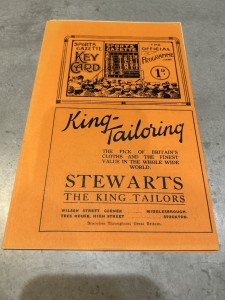 SPORTS GAZETTE
KEY CARD
THE OFFICIAL
PROGRAMME
1D
King-Tailoring
THE PICK OF BRITAIN'S
CLOTHS AND THE FINEST
VALUE IN THE WHOLE WIDE
WORLD.
STEWARTS
THE KING TAILORS
WILSON STREET CORNER ........ MIDDLESBROUGH.
TEES HOUSE, HIGH STREET ........ STOCKTON.
Branches Throughout Great Britain.